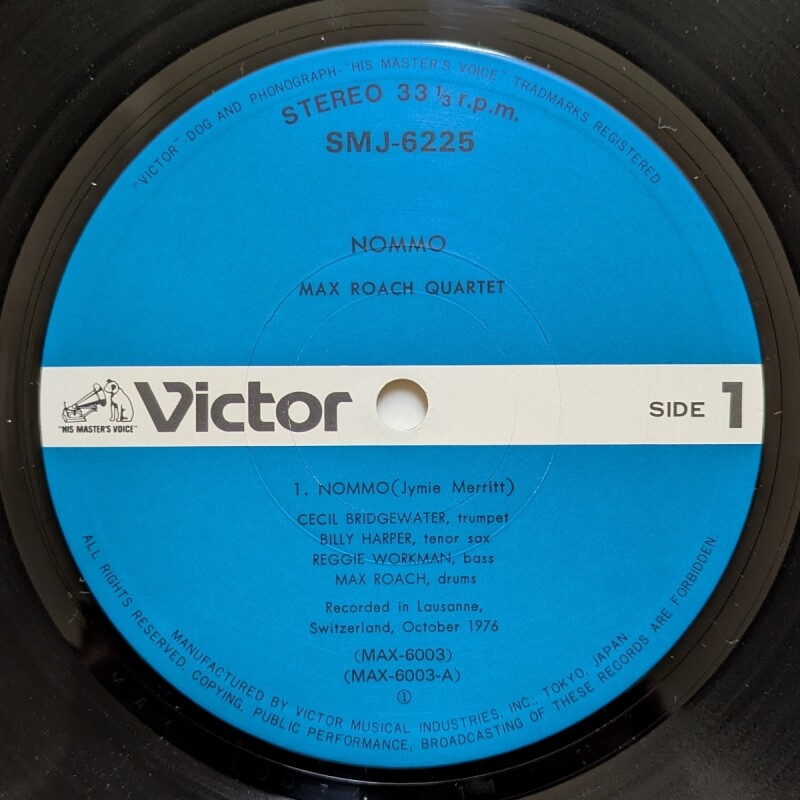 "VICTOR" DOG AND PHONOGRAPH-"HIS MASTER'S VOICE" TRADMARKS REGISTERED.
STEREO 33 ⅓ r.p.m.
SMJ-6225
NOMMO
MAX ROACH QUARTET
"HIS MASTER'S VOICE"
Victor
SIDE 1
1. NOMMO(Jymie Merritt)
CECIL BRIDGEWATER, trumpet
BILLY HARPER, tenor sax
REGGIE WORKMAN, bass
MAX ROACH, drums
Recorded in Lausanne,
Switzerland, October 1976
(MAX-6003)
(MAX-6003-A)
①
MANUFACTURED BY VICTOR MUSICAL INDUSTRIES, INC., TOKYO, JAPAN.
ALL RIGHTS RESERVED. COPYING, PUBLIC PERFORMANCE, BROADCASTING OF THESE RECORDS ARE FORBIDDEN.